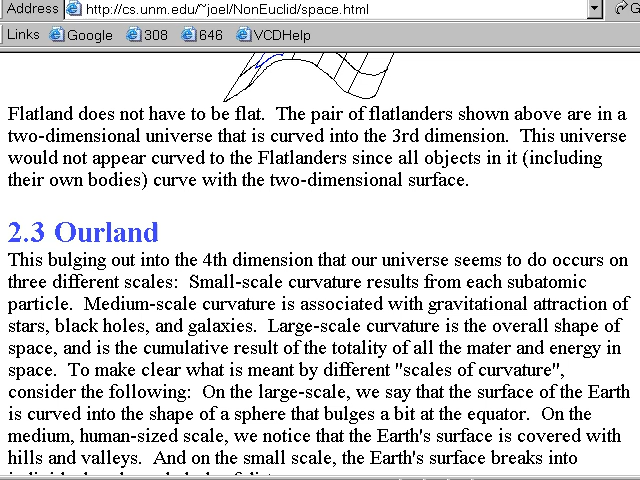 Address http://cs.unm.edu/~joel/NonEuclid/space.html G
Links Google 308 646 VCDHelp
Flatland does not have to be flat. The pair of flatlanders shown above are in a
two-dimensional universe that is curved into the 3rd dimension. This universe
would not appear curved to the Flatlanders since all objects in it (including
their own bodies) curve with the two-dimensional surface.
2.3 Ourland
This bulging out into the 4th dimension that our universe seems to do occurs on
three different scales: Small-scale curvature results from each subatomic
particle. Medium-scale curvature is associated with gravitational attraction of
stars, black holes, and galaxies. Large-scale curvature is the overall shape of
space, and is the cumulative result of the totality of all the mater and energy in
space. To make clear what is meant by different "scales of curvature",
consider the following: On the large-scale, we say that the surface of the Earth
is curved into the shape of a sphere that bulges a bit at the equator. On the
medium, human-sized scale, we notice that the Earth's surface is covered with
hills and valleys. And on the small scale, the Earth's surface breaks into